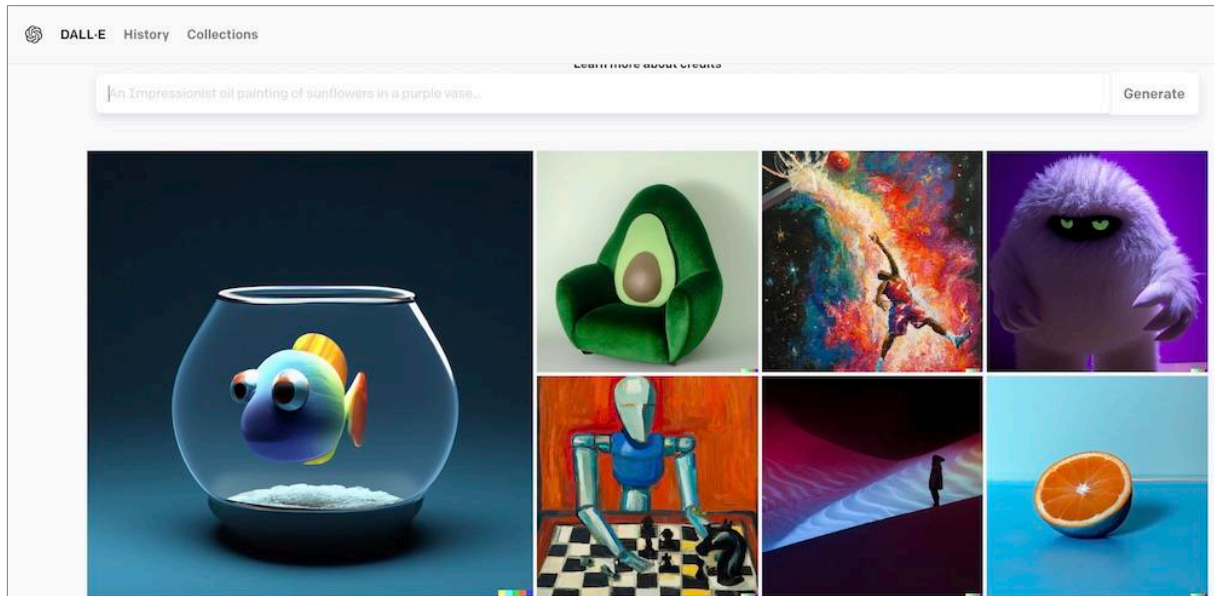 DALL·E History Collections
Learn more about credits
An Impressionist oil painting of sunflowers in a purple vase...
Generate